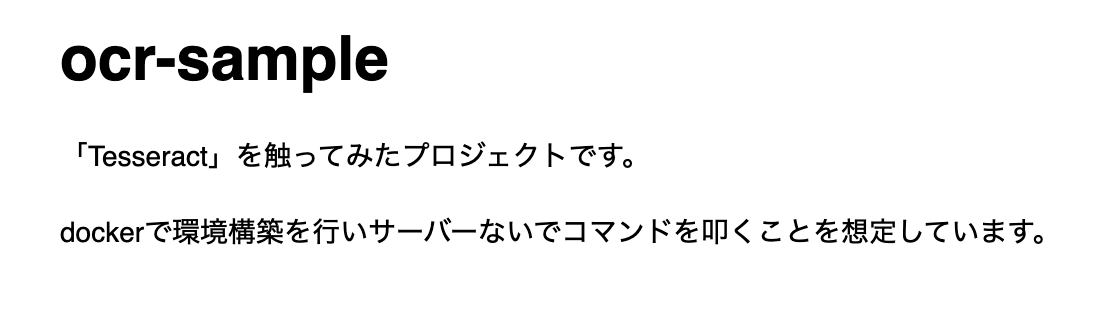 ocr-sample
「Tesseract」を触ってみたプロジェクトです。
dockerで環境構築を行いサーバーないでコマンドを叩くことを想定しています。